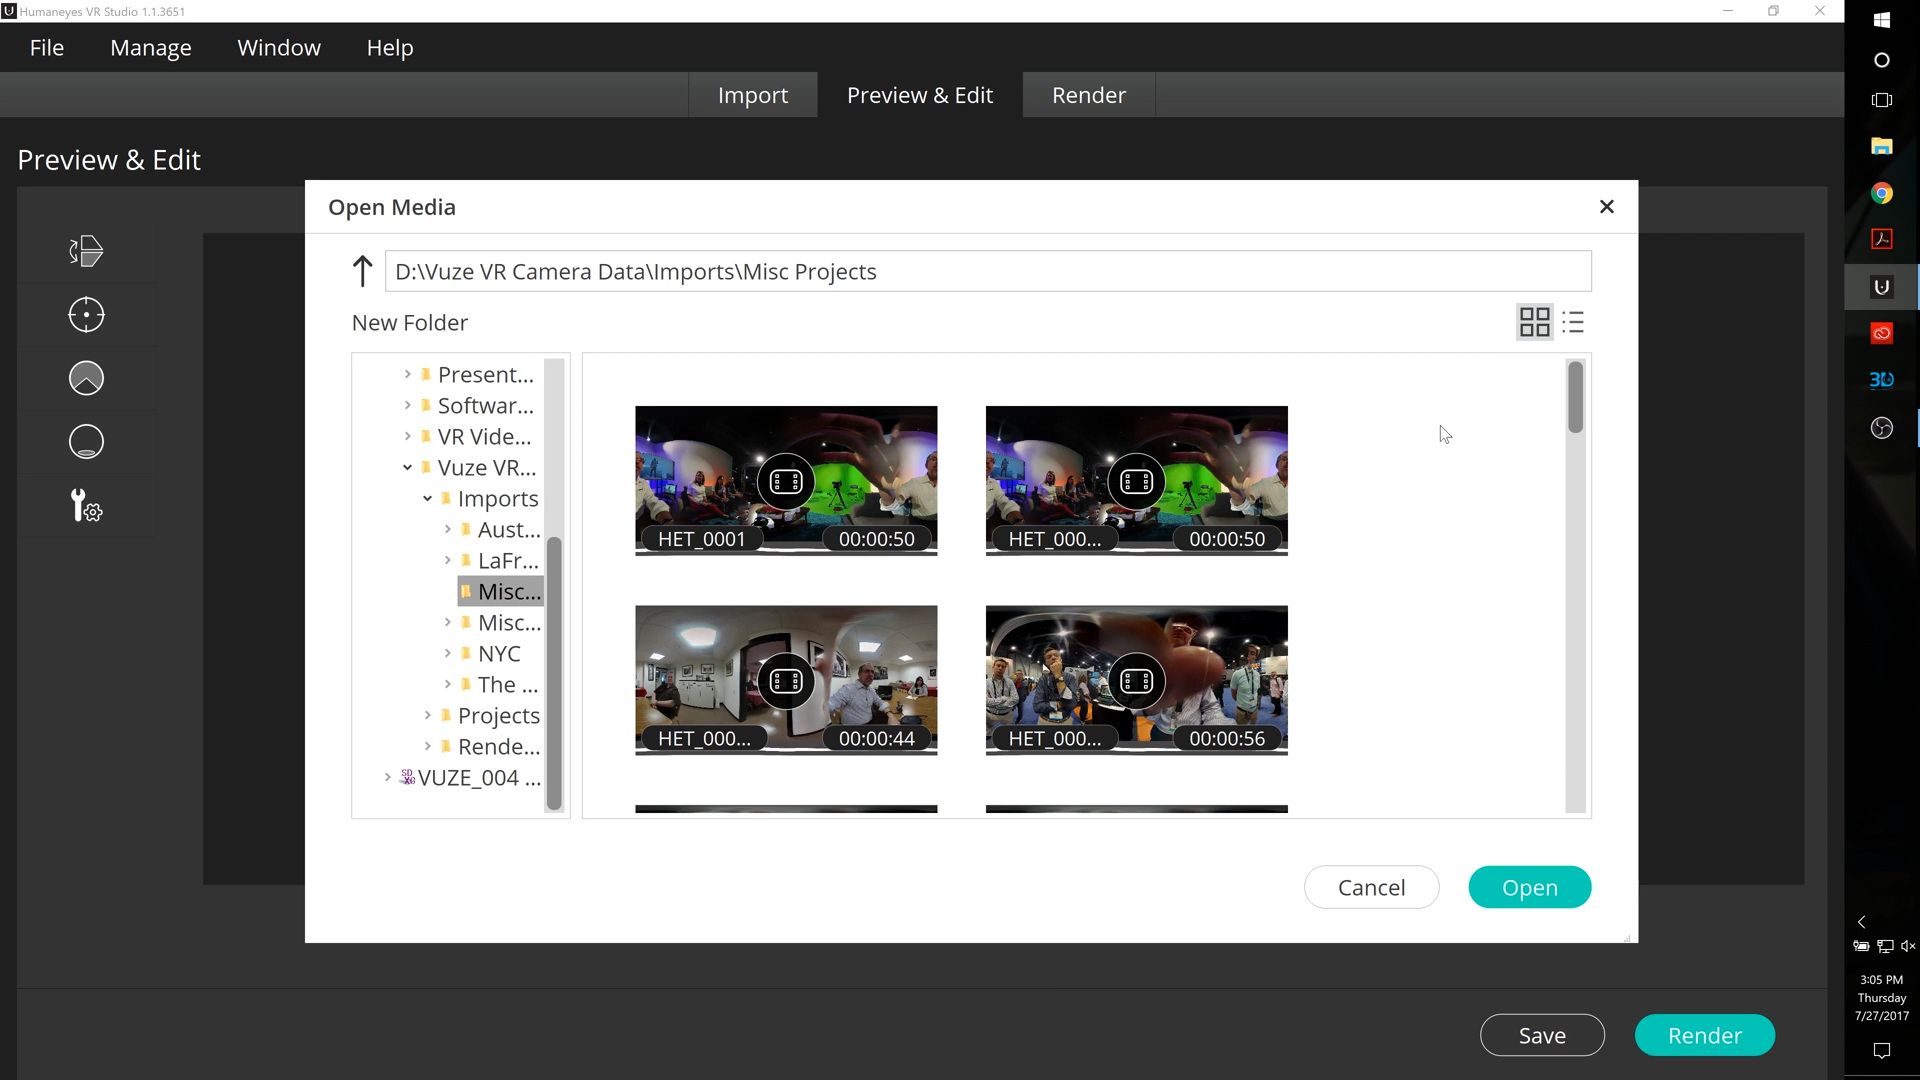 Humaneyes VR Studio 1.1.3651
File Manage Window Help
Import Preview & Edit Render
Preview & Edit
Open Media
D:\Vuze VR Camera Data\Imports\Misc Projects
New Folder
Present...
Softwar...
VR Vide...
Vuze VR...
Imports
Aust...
LaFr...
Misc...
Misc...
NYC
The ...
Projects
Rende...
VUZE_004 ...
HET_0001 00:00:50
HET_000... 00:00:50
HET_000... 00:00:44
HET_000... 00:00:56
Cancel Open
Save Render
3D
3:05 PM
Thursday
7/27/2017